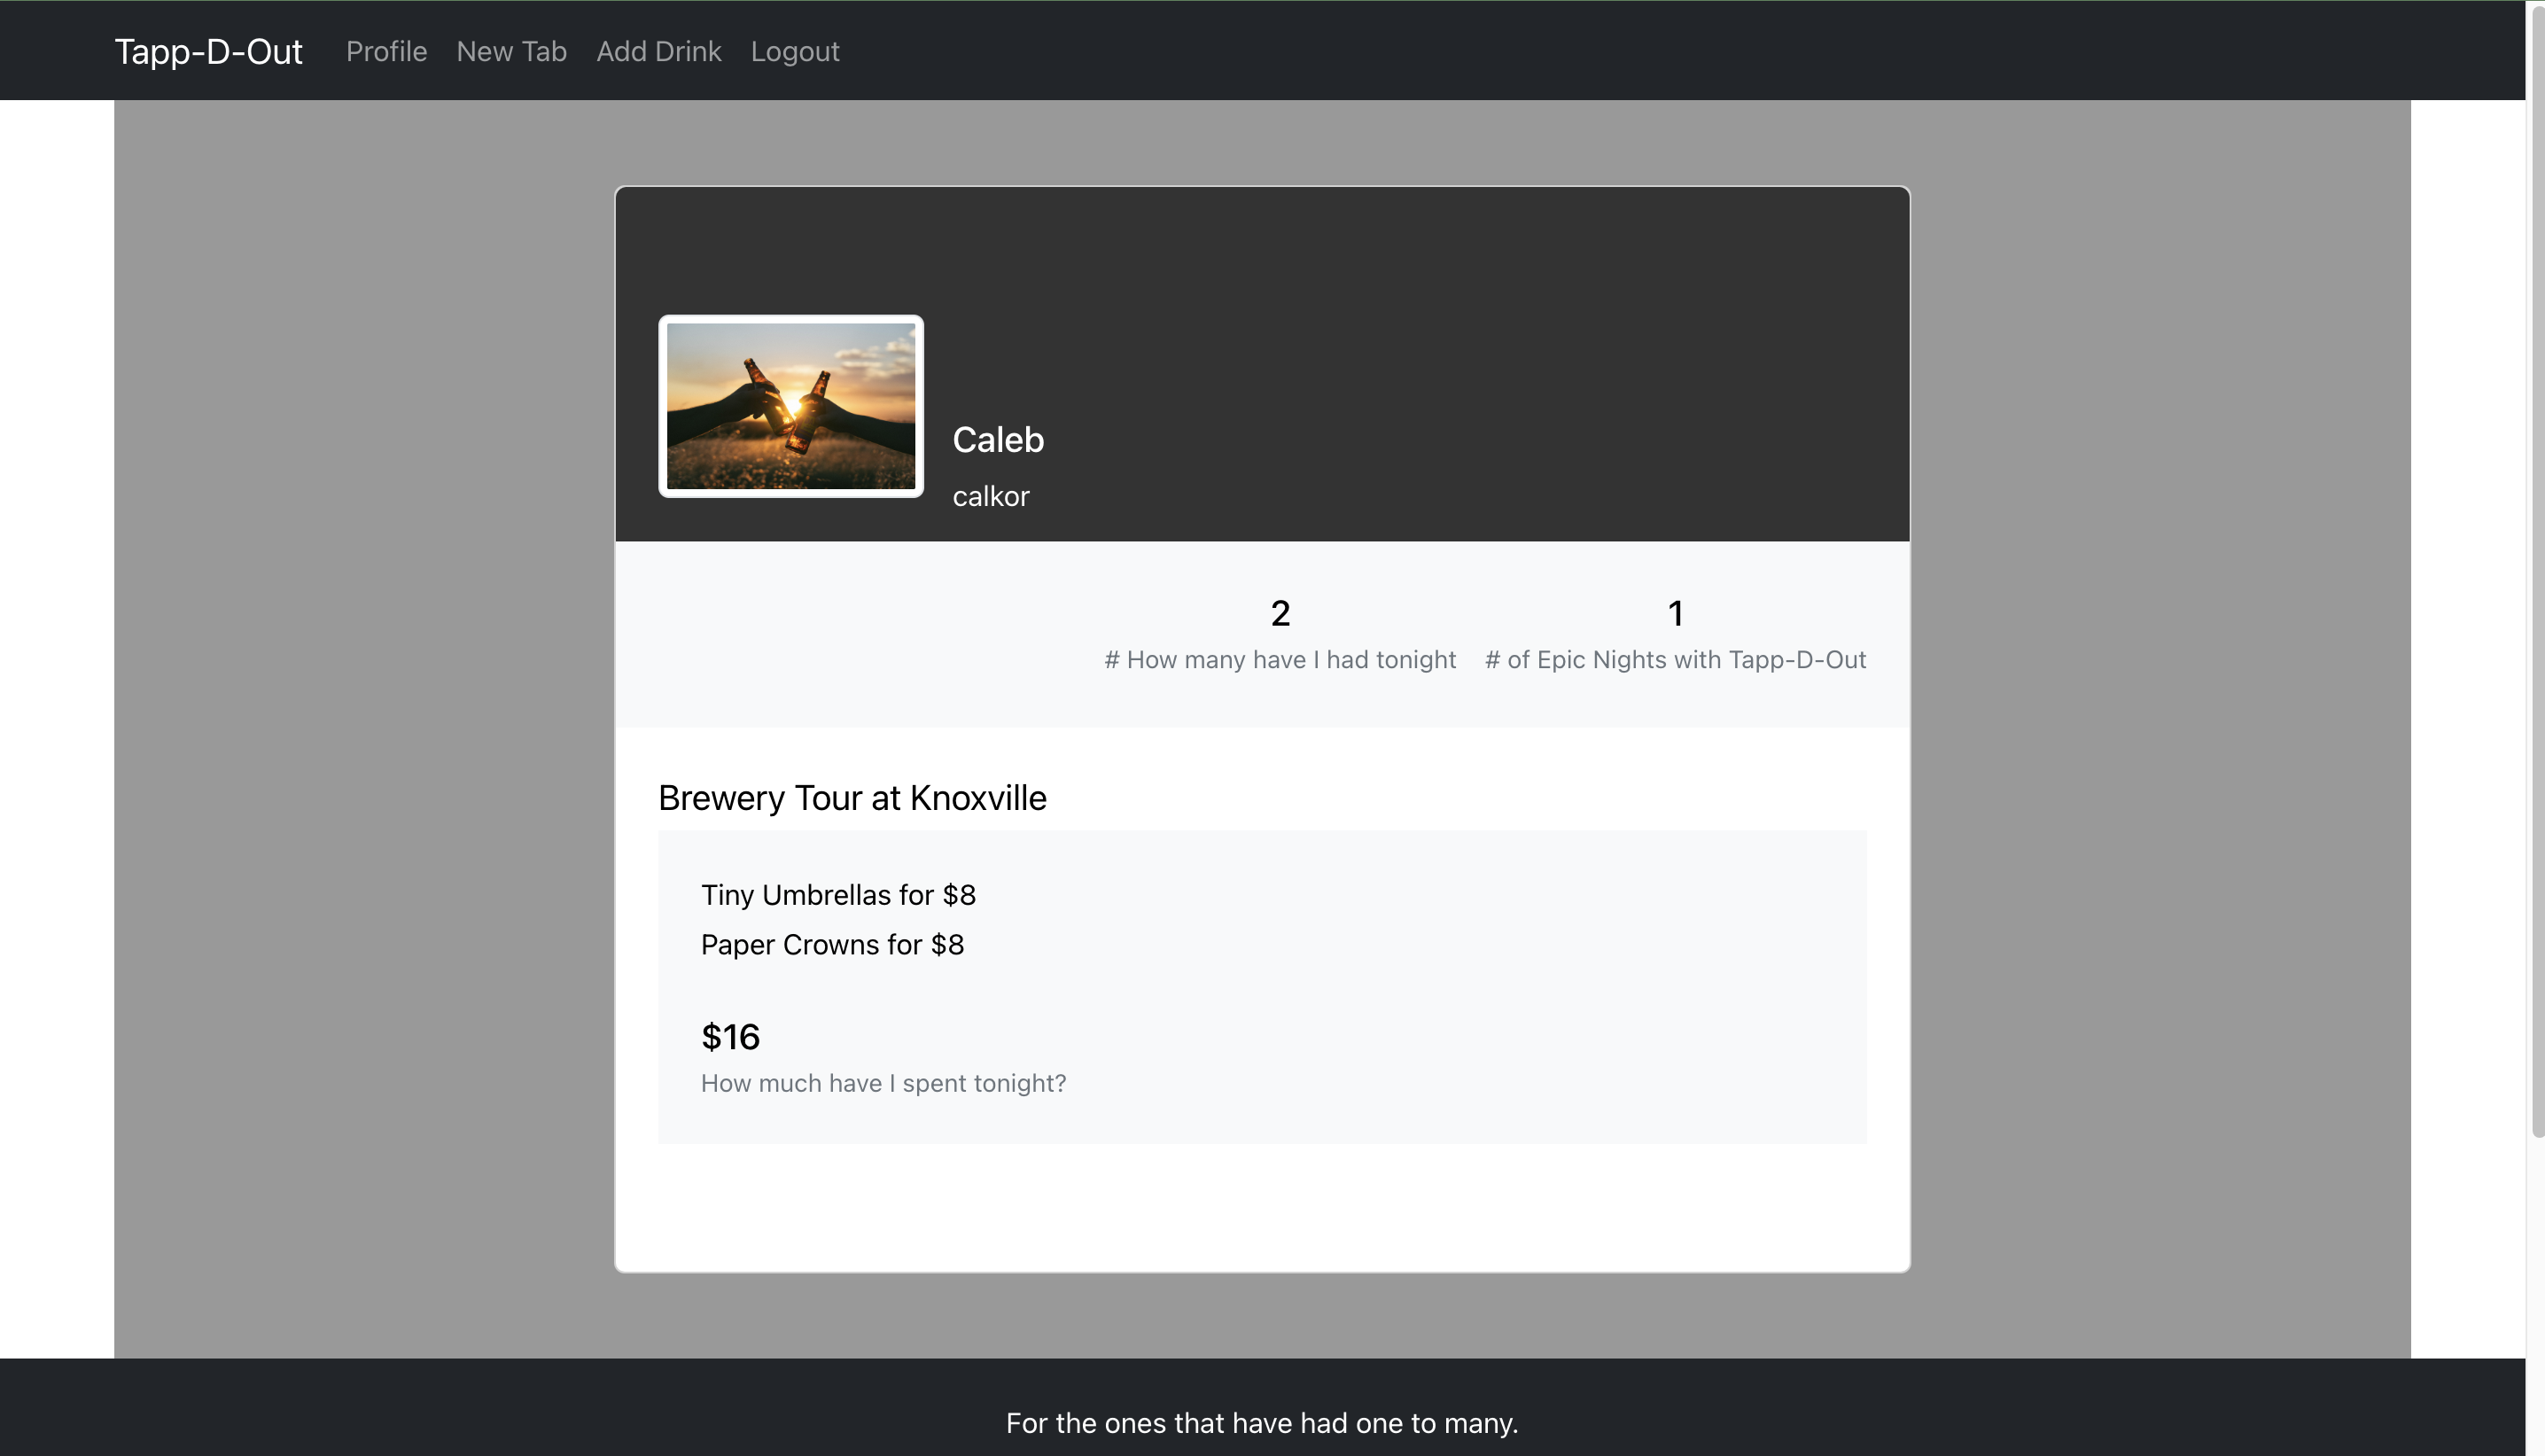 Tapp-D-Out Profile New Tab Add Drink Logout
Caleb
calkor
2
# How many have I had tonight
1
# of Epic Nights with Tapp-D-Out
Brewery Tour at Knoxville
Tiny Umbrellas for $8
Paper Crowns for $8
$16
How much have I spent tonight?
For the ones that have had one to many.